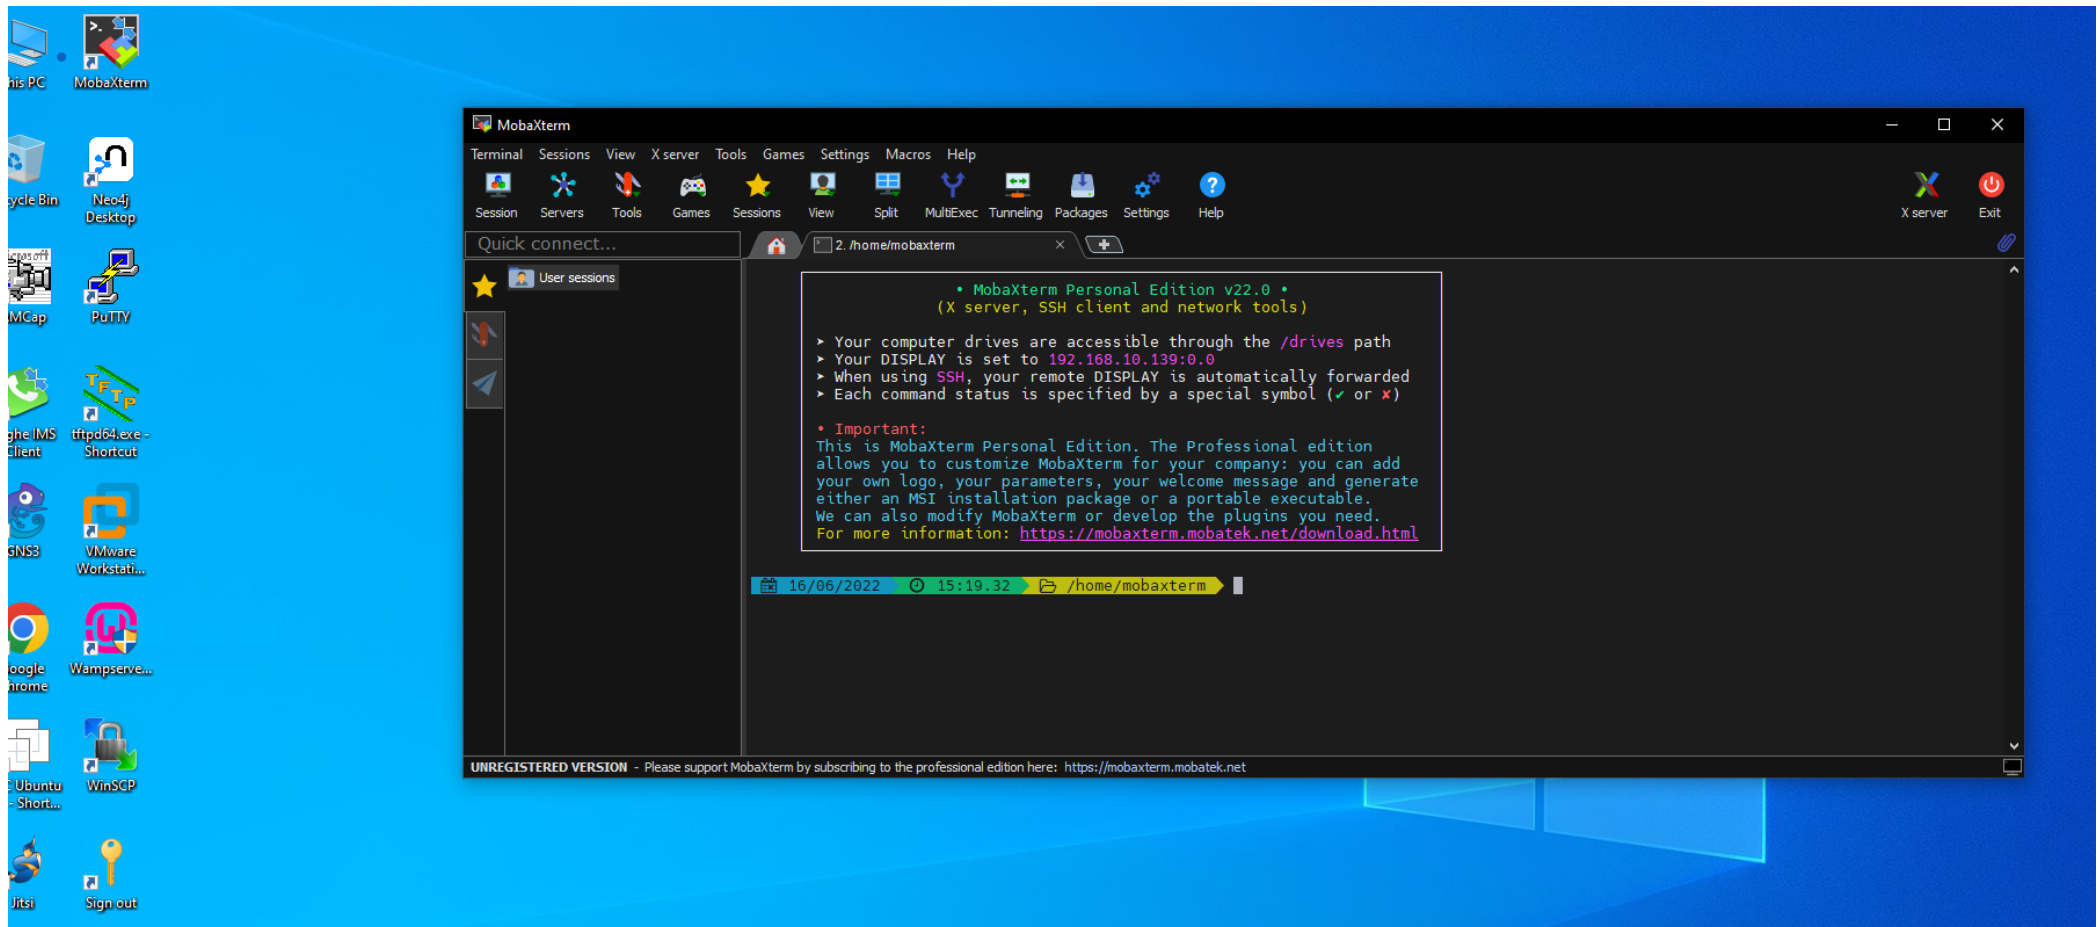 his PC
MobaXterm
ycle Bin
Neo4j
Desktop
MCap
PuTTY
ghe IMS
Client
TFTP
tftpd64.exe -
Shortcut
GNS3
VMware
Workstati...
oogle
hrome
Wampserve...
Ubuntu
- Short...
WinSCP
Jitsi
Sign out
MobaXterm
Terminal Sessions View X server Tools Games Settings Macros Help
Session Servers Tools Games Sessions View Split MultiExec Tunneling Packages Settings Help X server Exit
Quick connect...
2. /home/mobaxterm
User sessions
• MobaXterm Personal Edition v22.0 •
(X server, SSH client and network tools)
➤ Your computer drives are accessible through the /drives path
➤ Your DISPLAY is set to 192.168.10.139:0.0
➤ When using SSH, your remote DISPLAY is automatically forwarded
➤ Each command status is specified by a special symbol (✔ or ✘)
• Important:
This is MobaXterm Personal Edition. The Professional edition
allows you to customize MobaXterm for your company: you can add
your own logo, your parameters, your welcome message and generate
either an MSI installation package or a portable executable.
We can also modify MobaXterm or develop the plugins you need.
For more information: https://mobaxterm.mobatek.net/download.html
16/06/2022 15:19.32 /home/mobaxterm
UNREGISTERED VERSION - Please support MobaXterm by subscribing to the professional edition here: https://mobaxterm.mobatek.net